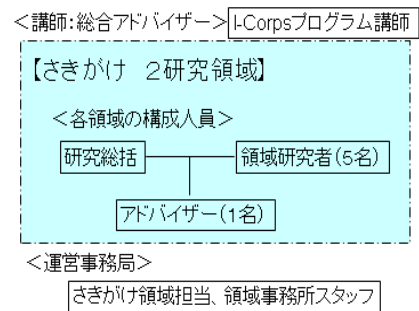 ＜講師:総合アドバイザー＞ I-Corpsプログラム講師
【さきがけ　2研究領域】
＜各領域の構成人員＞
研究総括 領域研究者(5名)
アドバイザー(1名)
＜運営事務局＞
さきがけ領域担当、領域事務所スタッフ